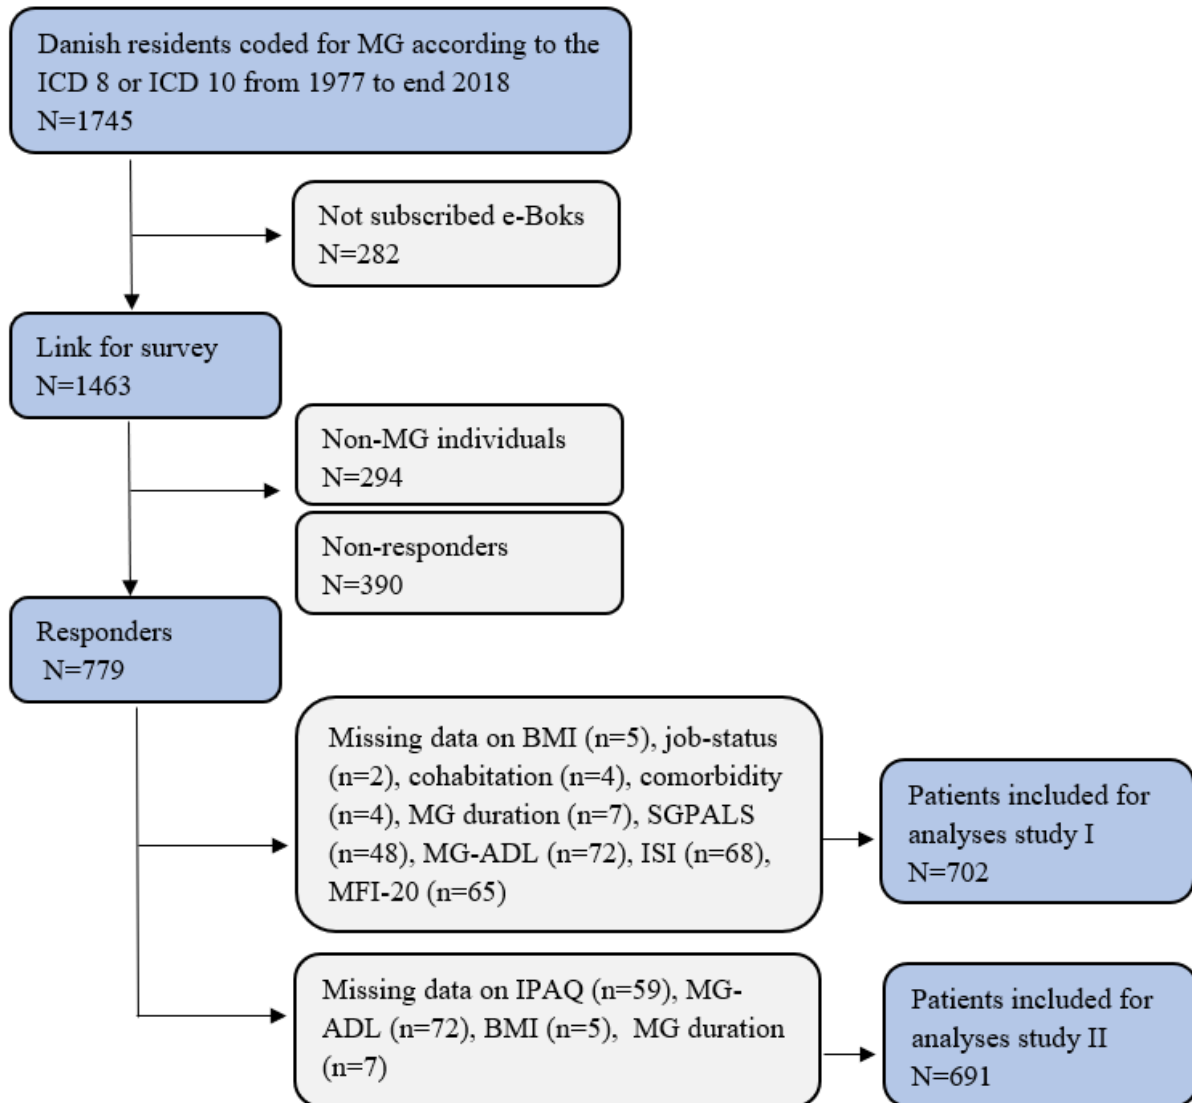 Danish residents coded for MG according to the
ICD 8 or ICD 10 from 1977 to end 2018
N=1745
Not subscribed e-Boks
N=282
Link for survey
N=1463
Non-MG individuals
N=294
Non-responders
N=390
Responders
N=779
Missing data on BMI (n=5), job-status
(n=2), cohabitation (n=4), comorbidity
(n=4), MG duration (n=7), SGPALS
(n=48), MG-ADL (n=72), ISI (n=68),
MFI-20 (n=65)
Patients included for
analyses study I
N=702
Missing data on IPAQ (n=59), MG-
ADL (n=72), BMI (n=5), MG duration
(n=7)
Patients included for
analyses study II
N=691